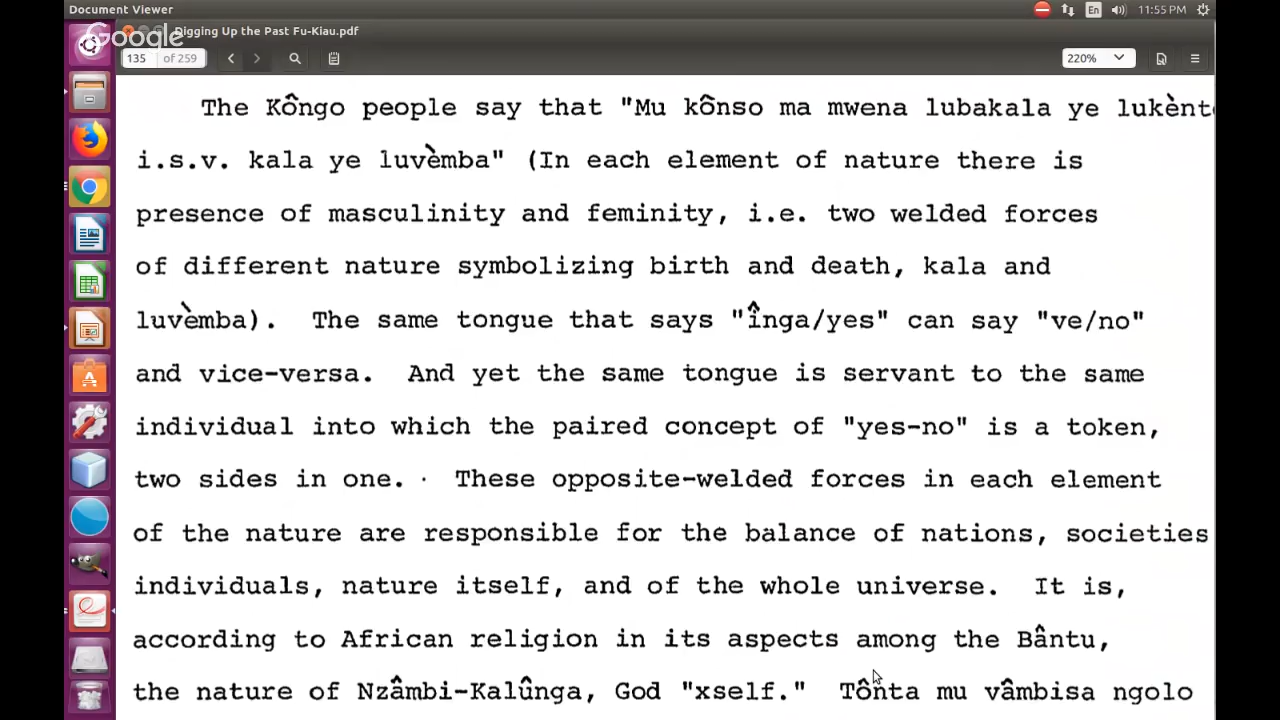 Document Viewer
En
11:55 PM
Google
Digging Up the Past Fu-Kiau.pdf
135 of 259
220%
The Kôngo people say that "Mu kônso ma mwena lubakala ye lukènt
i.s.v. kala ye luvèmba" (In each element of nature there is
presence of masculinity and feminity, i.e. two welded forces
of different nature symbolizing birth and death, kala and
luvèmba). The same tongue that says "înga/yes" can say "ve/no"
and vice-versa. And yet the same tongue is servant to the same
individual into which the paired concept of "yes-no" is a token,
two sides in one. These opposite-welded forces in each element
of the nature are responsible for the balance of nations, societies
individuals, nature itself, and of the whole universe. It is,
according to African religion in its aspects among the Bântu,
the nature of Nzâmbi-Kalûnga, God "xself." Tônta mu vâmbisa ngolo